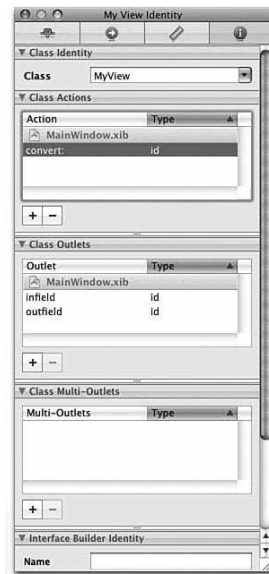 My View Identity
Class Identity
Class MyView
Class Actions
Action Type
MainWindow.xib
convert: id
+ −
Class Outlets
Outlet Type
MainWindow.xib
infield id
outfield id
+ −
Class Multi-Outlets
Multi-Outlets Type
+ −
Interface Builder Identity
Name